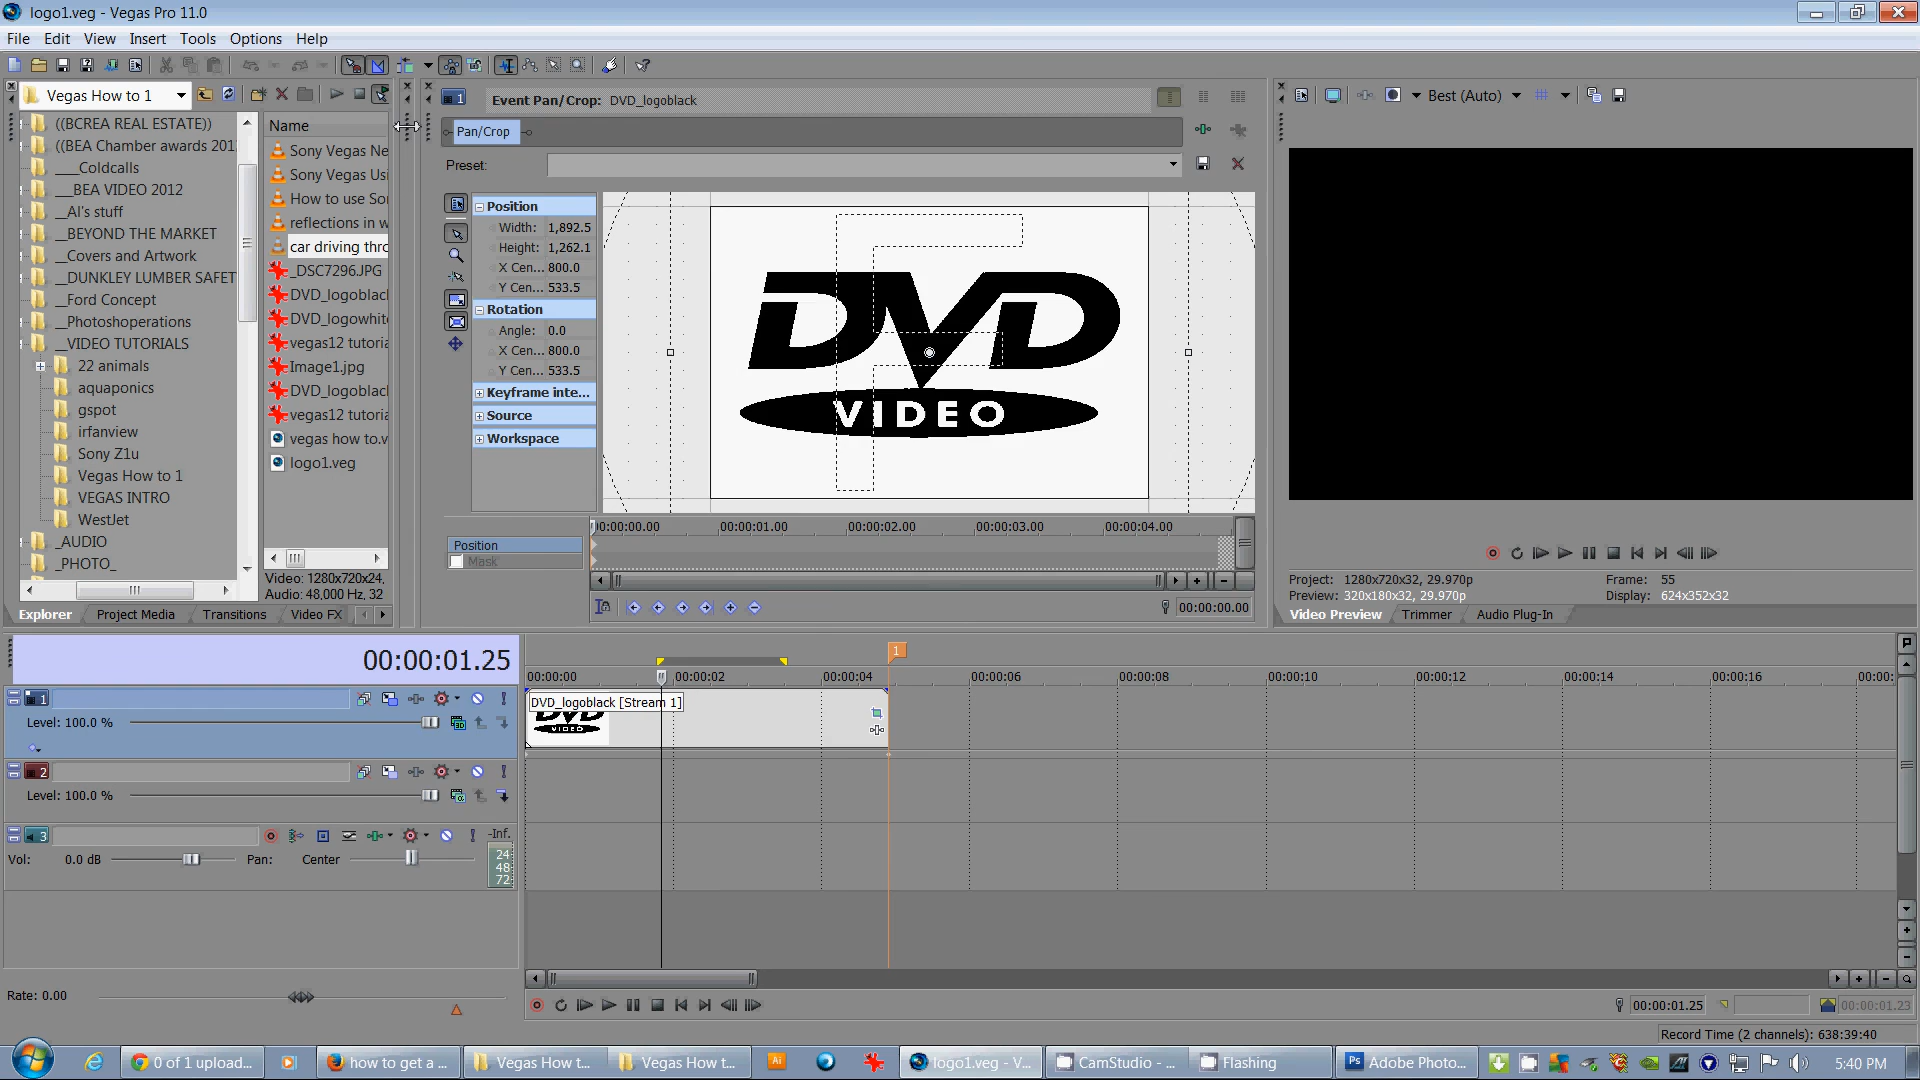 logo1.veg - Vegas Pro 11.0
File Edit View Insert Tools Options Help
Vegas How to 1
((BCREA REAL ESTATE))
((BEA Chamber awards 201
___Coldcalls
__BEA VIDEO 2012
__Al's stuff
__BEYOND THE MARKET
__Covers and Artwork
__DUNKLEY LUMBER SAFET
__Ford Concept
__Photoshoperations
__VIDEO TUTORIALS
22 animals
aquaponics
gspot
irfanview
Sony Z1u
Vegas How to 1
VEGAS INTRO
WestJet
_AUDIO
_PHOTO_
Name
Sony Vegas Ne
Sony Vegas Usi
How to use Sor
reflections in w
car driving thro
_DSC7296.JPG
DVD_logoblack
DVD_logowhite
vegas12 tutoria
Image1.jpg
DVD_logoblack
vegas12 tutoria
vegas how to.v
logo1.veg
Video: 1280x720x24,
Audio: 48,000 Hz, 32
Explorer Project Media Transitions Video FX
1 Event Pan/Crop: DVD_logoblack
Pan/Crop
Preset:
Position
Width: 1,892.5
Height: 1,262.1
X Cen... 800.0
Y Cen... 533.5
Rotation
Angle: 0.0
X Cen... 800.0
Y Cen... 533.5
Keyframe inte...
Source
Workspace
DVD
VIDEO
00:00:01.00 00:00:02.00 00:00:03.00 00:00:04.00
Position
Mask
00:00:00.00
Best (Auto)
Project: 1280x720x32, 29.970p
Preview: 320x180x32, 29.970p
Frame: 55
Display: 624x352x32
Video Preview Trimmer Audio Plug-In
00:00:01.25
1
00:00:00 00:00:02 00:00:04 00:00:06 00:00:08 00:00:10 00:00:12 00:00:14 00:00:16 00:00:
1
Level: 100.0 %
DVD_logoblack [Stream 1]
DVD
VIDEO
2
Level: 100.0 %
3
-Inf.
Vol: 0.0 dB Pan: Center
24
48
72
Rate: 0.00
00:00:01.25
00:00:01.23
Record Time (2 channels): 638:39:40
0 of 1 upload...
how to get a ...
Vegas How t...
Vegas How t...
Ai
logo1.veg - V...
CamStudio - ...
Flashing
Ps
Adobe Photo...
5:40 PM